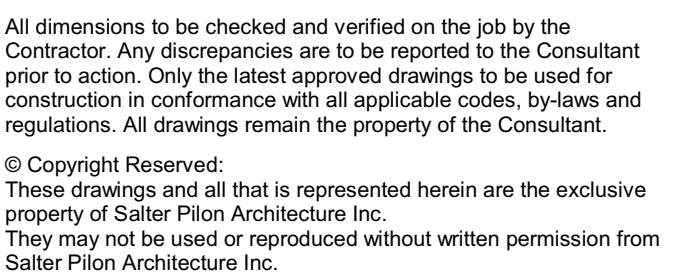 All dimensions to be checked and verified on the job by the
Contractor. Any discrepancies are to be reported to the Consultant
prior to action. Only the latest approved drawings to be used for
construction in conformance with all applicable codes, by-laws and
regulations. All drawings remain the property of the Consultant.
© Copyright Reserved:
These drawings and all that is represented herein are the exclusive
property of Salter Pilon Architecture Inc.
They may not be used or reproduced without written permission from
Salter Pilon Architecture Inc.